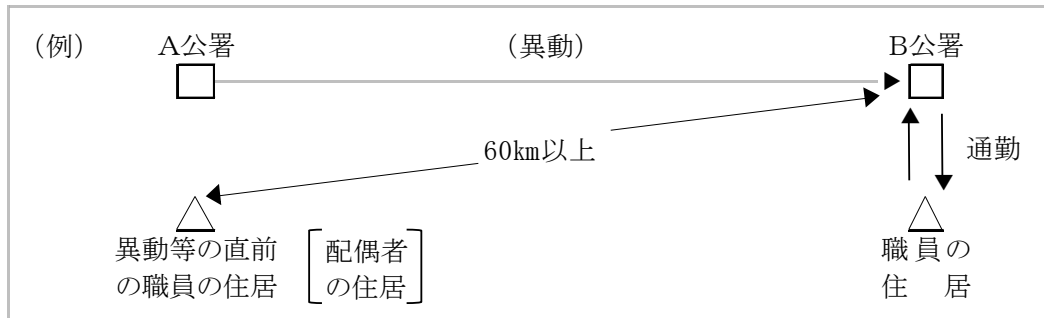 (例) A公署 (異動) B公署
60㎞以上
通勤
異動等の直前 配偶者 職員の
の職員の住居 の住居 住 居